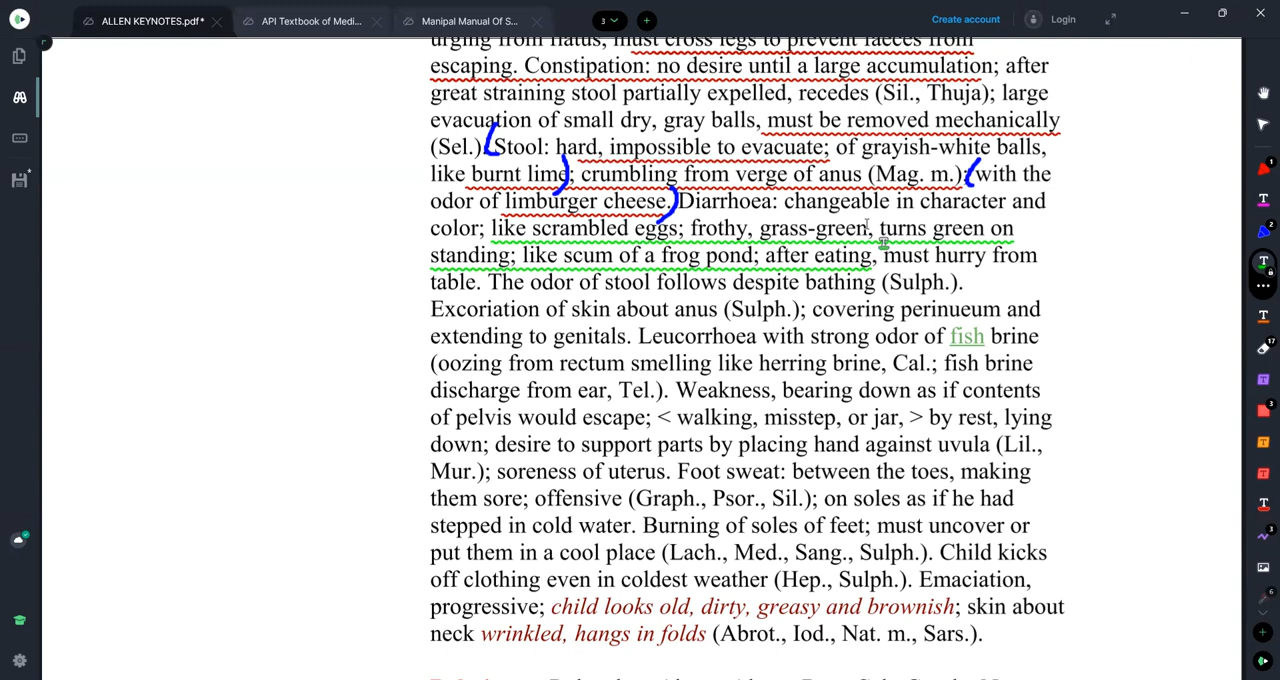 ALLEN KEYNOTES.pdf*
API Textbook of Medi...
Manipal Manual Of S...
3
Create account
Login
urging from flatus, must cross legs to prevent faeces from
escaping. Constipation: no desire until a large accumulation; after
great straining stool partially expelled, recedes (Sil., Thuja); large
evacuation of small dry, gray balls, must be removed mechanically
(Sel.). Stool: hard, impossible to evacuate; of grayish-white balls,
like burnt lime; crumbling from verge of anus (Mag. m.); with the
odor of limburger cheese. Diarrhoea: changeable in character and
color; like scrambled eggs; frothy, grass-green, turns green on
standing; like scum of a frog pond; after eating, must hurry from
table. The odor of stool follows despite bathing (Sulph.).
Excoriation of skin about anus (Sulph.); covering perinueum and
extending to genitals. Leucorrhoea with strong odor of fish brine
(oozing from rectum smelling like herring brine, Cal.; fish brine
discharge from ear, Tel.). Weakness, bearing down as if contents
of pelvis would escape; < walking, misstep, or jar, > by rest, lying
down; desire to support parts by placing hand against uvula (Lil.,
Mur.); soreness of uterus. Foot sweat: between the toes, making
them sore; offensive (Graph., Psor., Sil.); on soles as if he had
stepped in cold water. Burning of soles of feet; must uncover or
put them in a cool place (Lach., Med., Sang., Sulph.). Child kicks
off clothing even in coldest weather (Hep., Sulph.). Emaciation,
progressive; child looks old, dirty, greasy and brownish; skin about
neck wrinkled, hangs in folds (Abrot., Iod., Nat. m., Sars.).